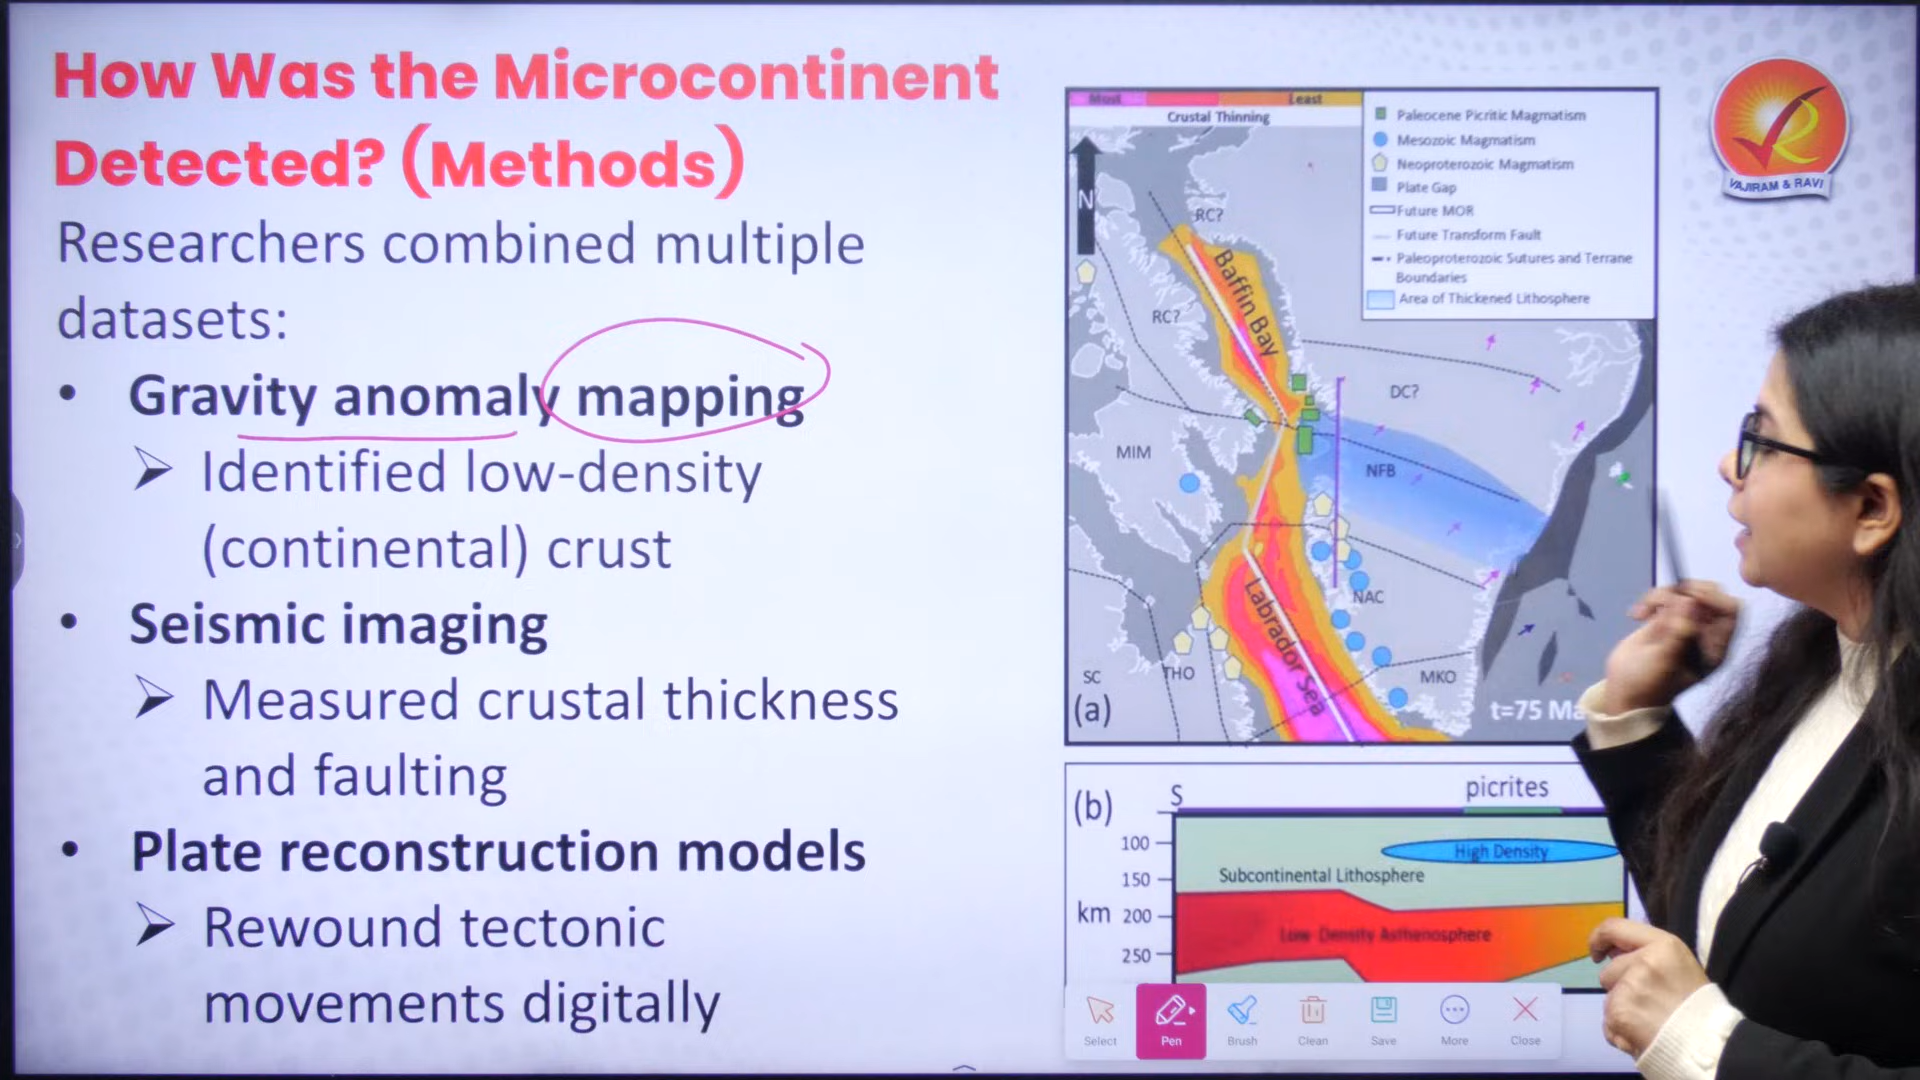 How Was the Microcontinent
Detected? (Methods)
Researchers combined multiple
datasets:
• Gravity anomaly mapping
➢ Identified low-density
(continental) crust
• Seismic imaging
➢ Measured crustal thickness
and faulting
• Plate reconstruction models
➢ Rewound tectonic
movements digitally
Most Least
Crustal Thinning
Paleocene Picritic Magmatism
Mesozoic Magmatism
Neoproterozoic Magmatism
Plate Gap
Future MOR
Future Transform Fault
Paleoproterozoic Sutures and Terrane
Boundaries
Area of Thickened Lithosphere
N
RC?
Baffin Bay
RC?
DC?
MIM
NFB
NAC
Labrador Sea
SC
THO
MKO
(a)
t=75 Ma
(b)
S
picrites
100
High Density
150
Subcontinental Lithosphere
km
200
Low Density Asthenosphere
250
Select
Pen
Brush
Clean
Save
More
Close
VAJIRAM & RAVI